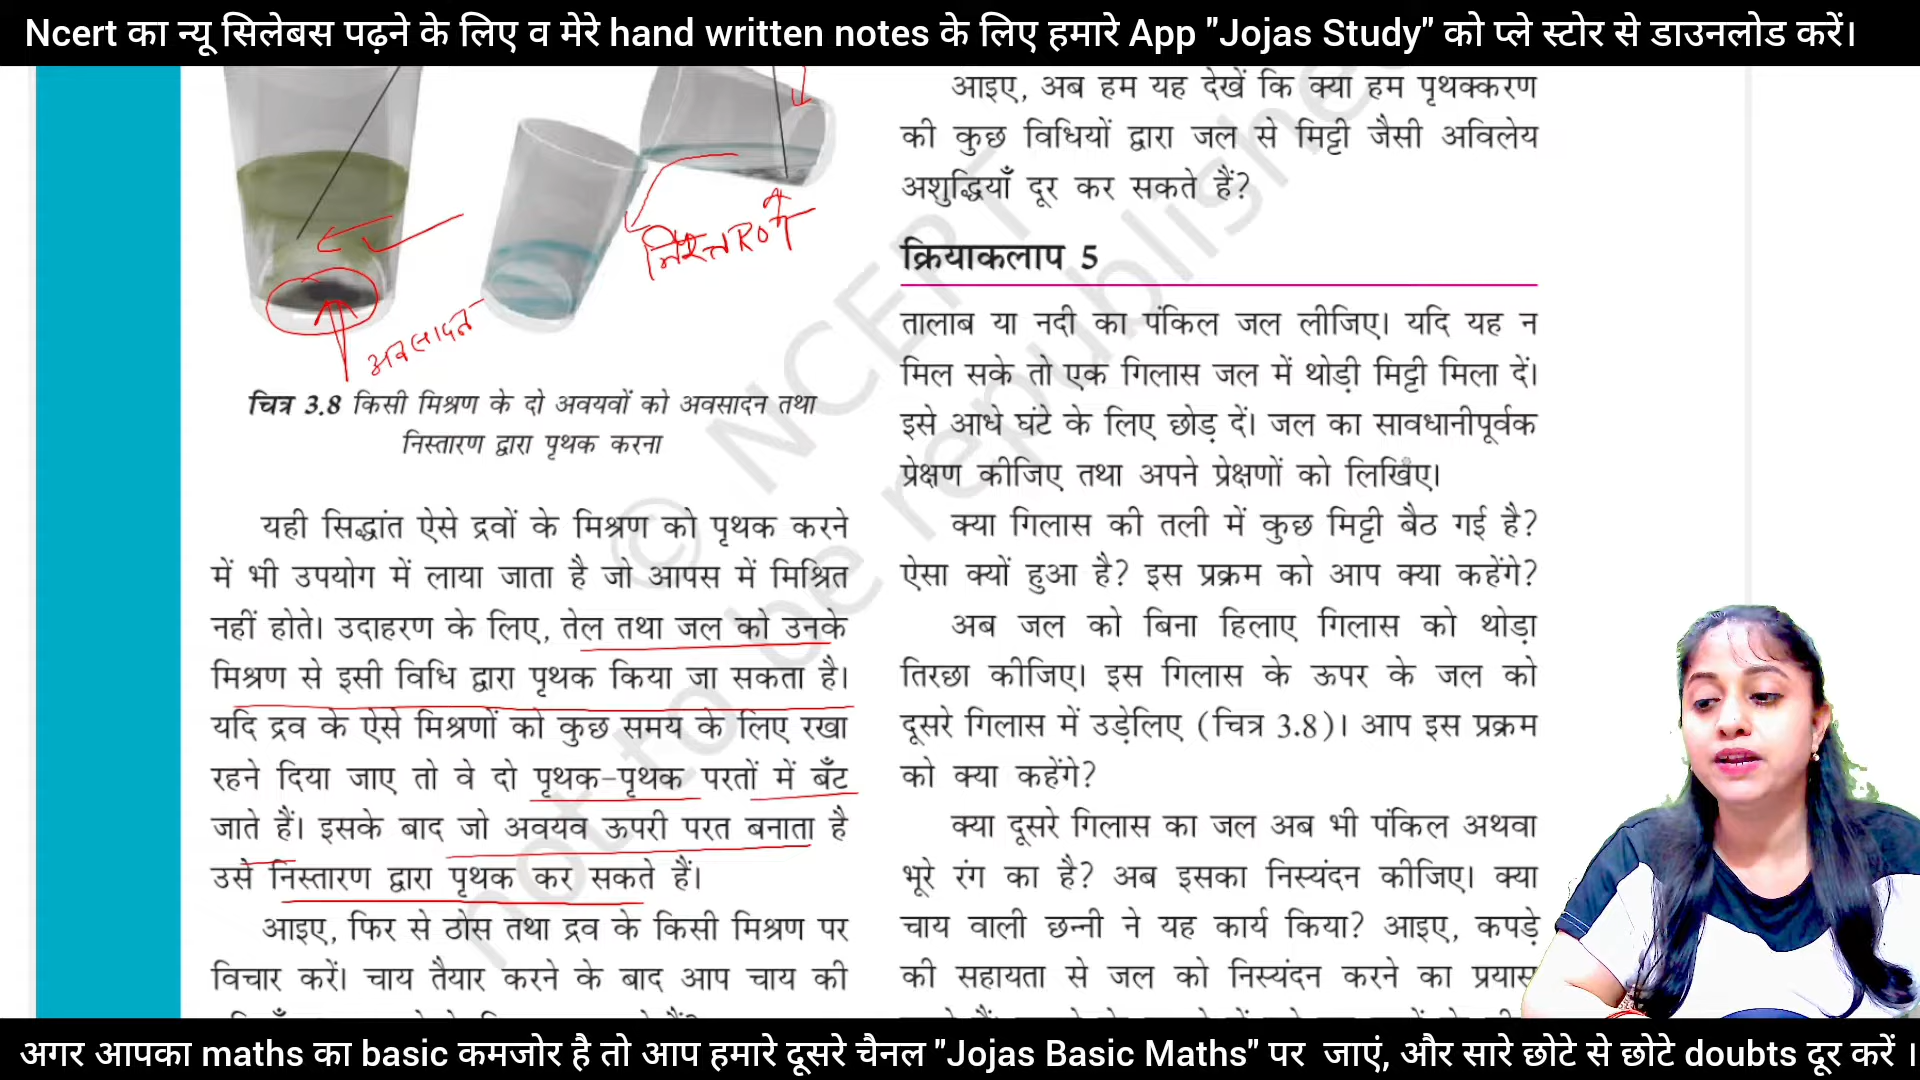 Ncert का न्यू सिलेबस पढ़ने के लिए व मेरे hand written notes के लिए हमारे App "Jojas Study" को प्ले स्टोर से डाउनलोड करें।
निस्तारण
अवसादन
चित्र 3.8 किसी मिश्रण के दो अवयवों को अवसादन तथा
निस्तारण द्वारा पृथक करना
यही सिद्धांत ऐसे द्रवों के मिश्रण को पृथक करने
में भी उपयोग में लाया जाता है जो आपस में मिश्रित
नहीं होते। उदाहरण के लिए, तेल तथा जल को उनके
मिश्रण से इसी विधि द्वारा पृथक किया जा सकता है।
यदि द्रव के ऐसे मिश्रणों को कुछ समय के लिए रखा
रहने दिया जाए तो वे दो पृथक-पृथक परतों में बँट
जाते हैं। इसके बाद जो अवयव ऊपरी परत बनाता है
उसे निस्तारण द्वारा पृथक कर सकते हैं।
आइए, फिर से ठोस तथा द्रव के किसी मिश्रण पर
विचार करें। चाय तैयार करने के बाद आप चाय की
आइए, अब हम यह देखें कि क्या हम पृथक्करण
की कुछ विधियों द्वारा जल से मिट्टी जैसी अविलेय
अशुद्धियाँ दूर कर सकते हैं?
क्रियाकलाप 5
तालाब या नदी का पंकिल जल लीजिए। यदि यह न
मिल सके तो एक गिलास जल में थोड़ी मिट्टी मिला दें।
इसे आधे घंटे के लिए छोड़ दें। जल का सावधानीपूर्वक
प्रेक्षण कीजिए तथा अपने प्रेक्षणों को लिखिए।
क्या गिलास की तली में कुछ मिट्टी बैठ गई है?
ऐसा क्यों हुआ है? इस प्रक्रम को आप क्या कहेंगे?
अब जल को बिना हिलाए गिलास को थोड़ा
तिरछा कीजिए। इस गिलास के ऊपर के जल को
दूसरे गिलास में उड़ेलिए (चित्र 3.8)। आप इस प्रक्रम
को क्या कहेंगे?
क्या दूसरे गिलास का जल अब भी पंकिल अथवा
भूरे रंग का है? अब इसका निस्यंदन कीजिए। क्या
चाय वाली छन्नी ने यह कार्य किया? आइए, कपड़े
की सहायता से जल को निस्यंदन करने का प्रयास
© NCERT
not to be republished
अगर आपका maths का basic कमजोर है तो आप हमारे दूसरे चैनल "Jojas Basic Maths" पर जाएं, और सारे छोटे से छोटे doubts दूर करें ।